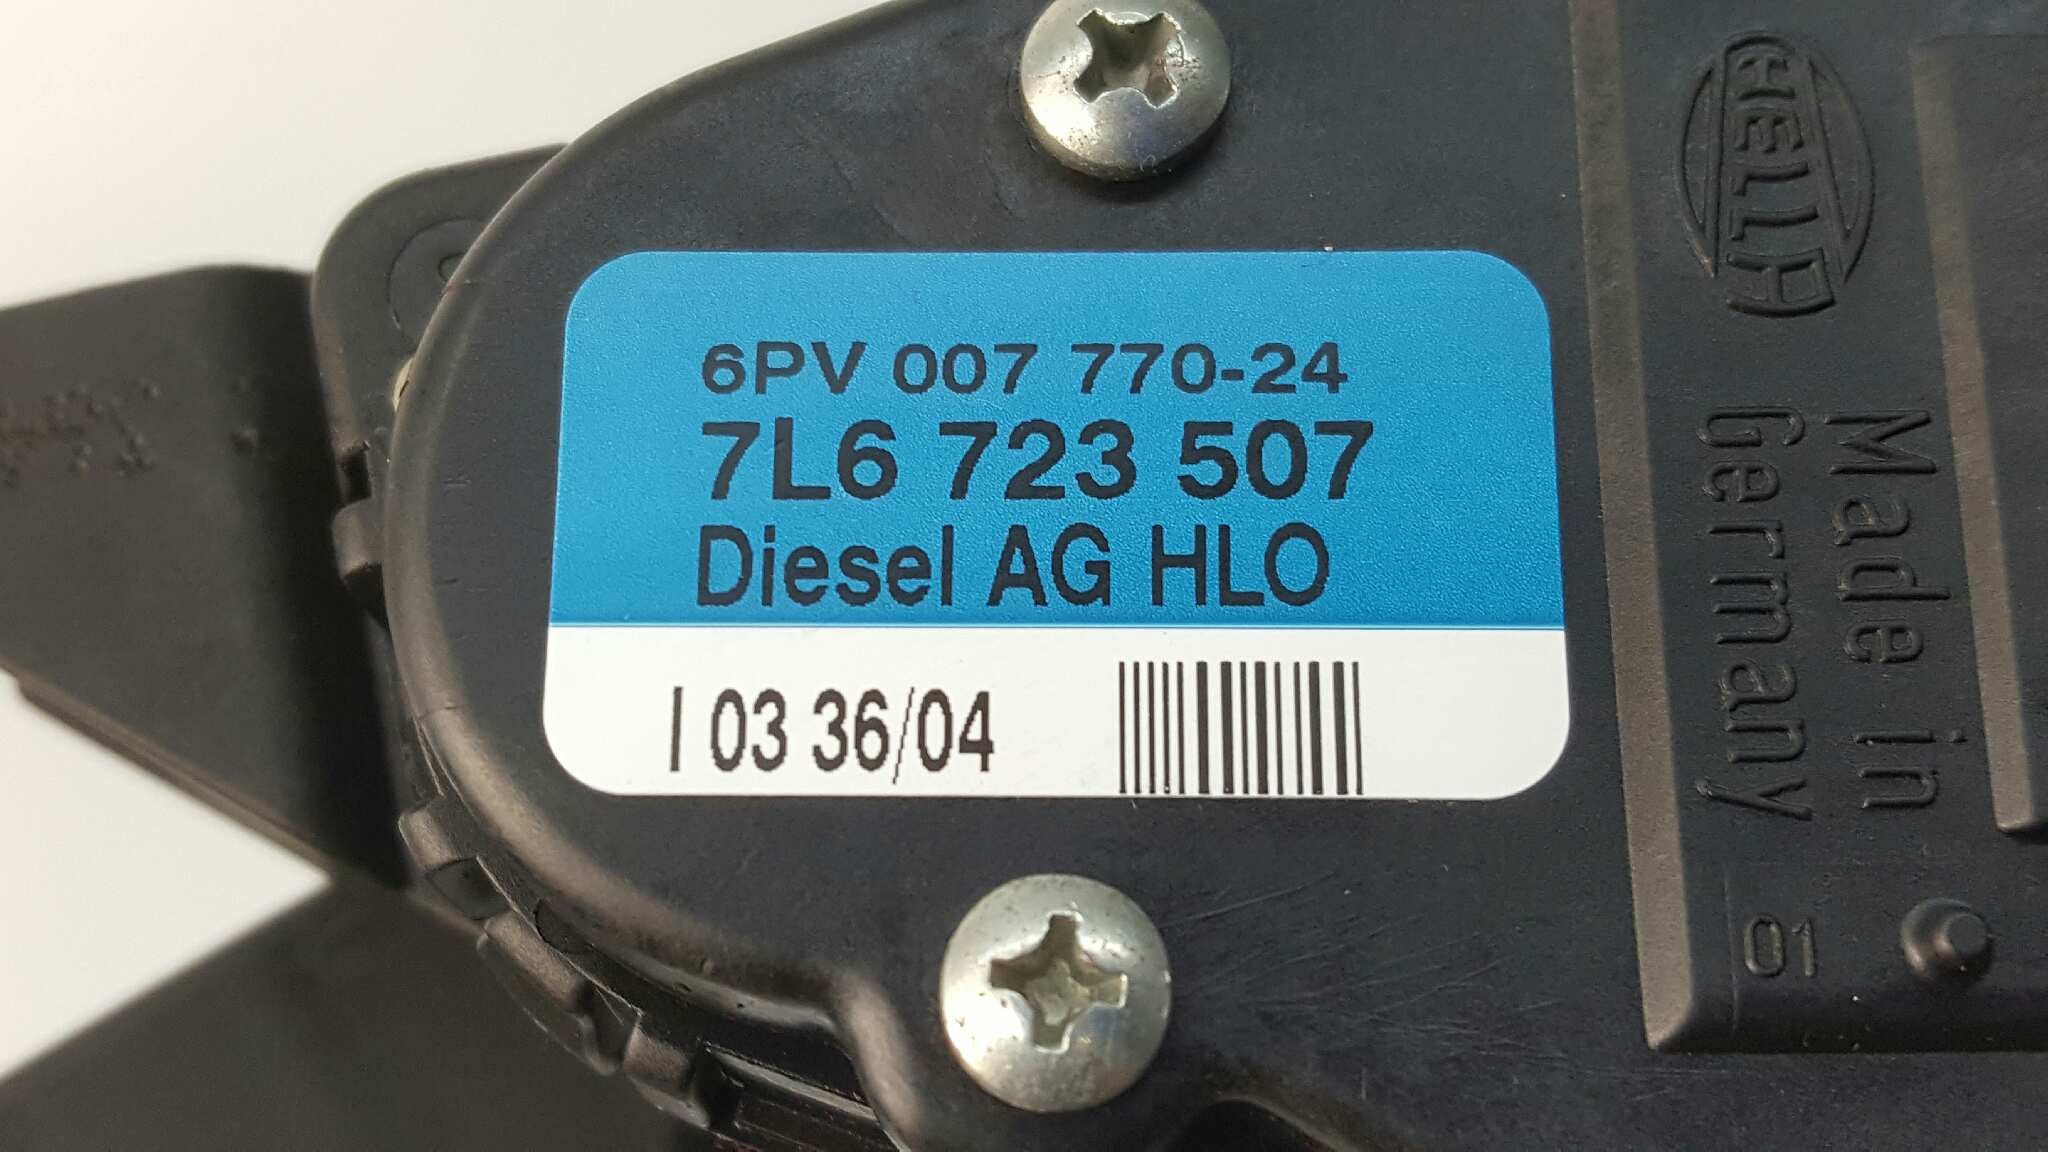 6PV 007 770-24
7L6 723 507
Diesel AG HLO
I 03 36/04
HELLA
Made in
Germany
01